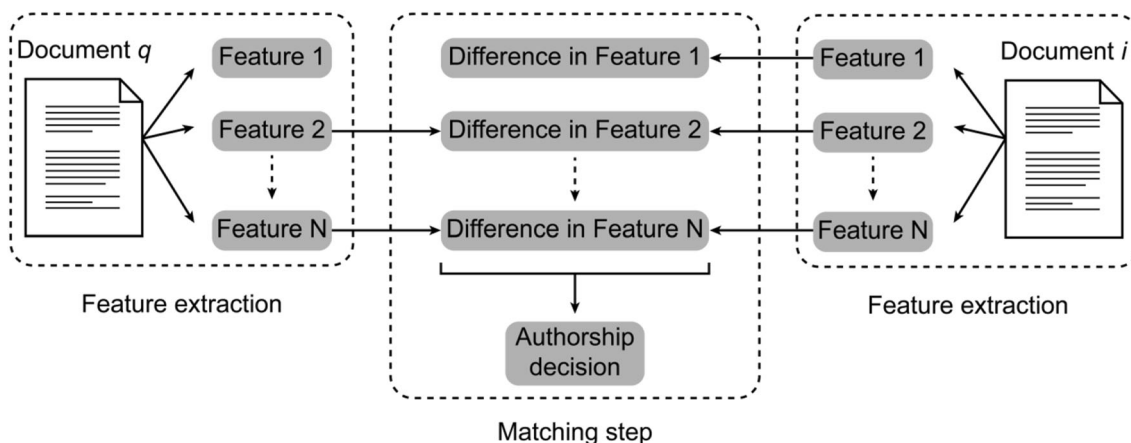 Document q
Feature 1
Feature 2
Feature N
Feature extraction
Difference in Feature 1
Difference in Feature 2
Difference in Feature N
Authorship
decision
Matching step
Feature 1
Feature 2
Feature N
Document i
Feature extraction